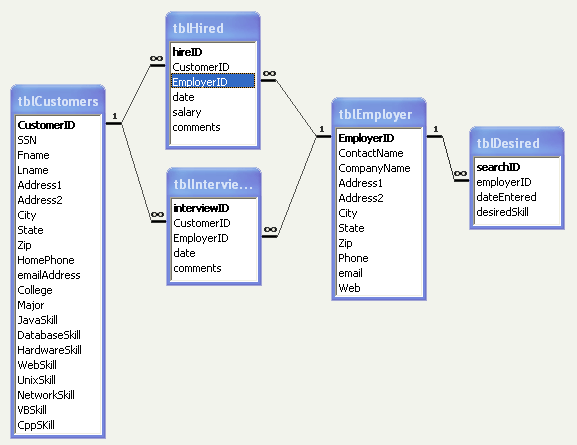 tblHired
hireID
CustomerID
EmployerID
date
salary
comments
tblCustomers
CustomerID
SSN
Fname
Lname
Address1
Address2
City
State
Zip
HomePhone
emailAddress
College
Major
JavaSkill
DatabaseSkill
HardwareSkill
WebSkill
UnixSkill
NetworkSkill
VBSkill
CppSKill
1
∞
∞
∞
∞
tblIntervie...
interviewID
CustomerID
EmployerID
date
comments
1
tblEmployer
EmployerID
ContactName
CompanyName
Address1
Address2
City
State
Zip
Phone
email
Web
1
∞
tblDesired
searchID
employerID
dateEntered
desiredSkill